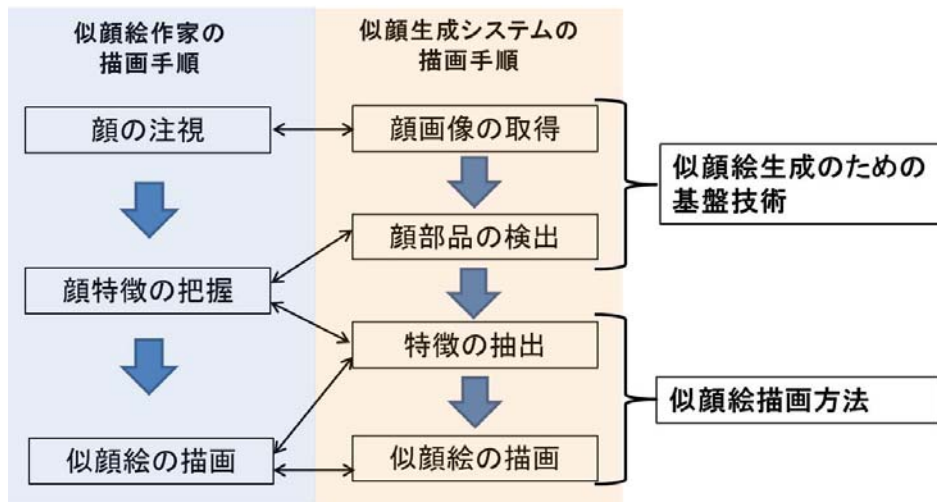 似顔絵作家の
描画手順
顔の注視
顔特徴の把握
似顔絵の描画
似顔生成システムの
描画手順
顔画像の取得
顔部品の検出
特徴の抽出
似顔絵の描画
似顔絵生成のための
基盤技術
似顔絵描画方法